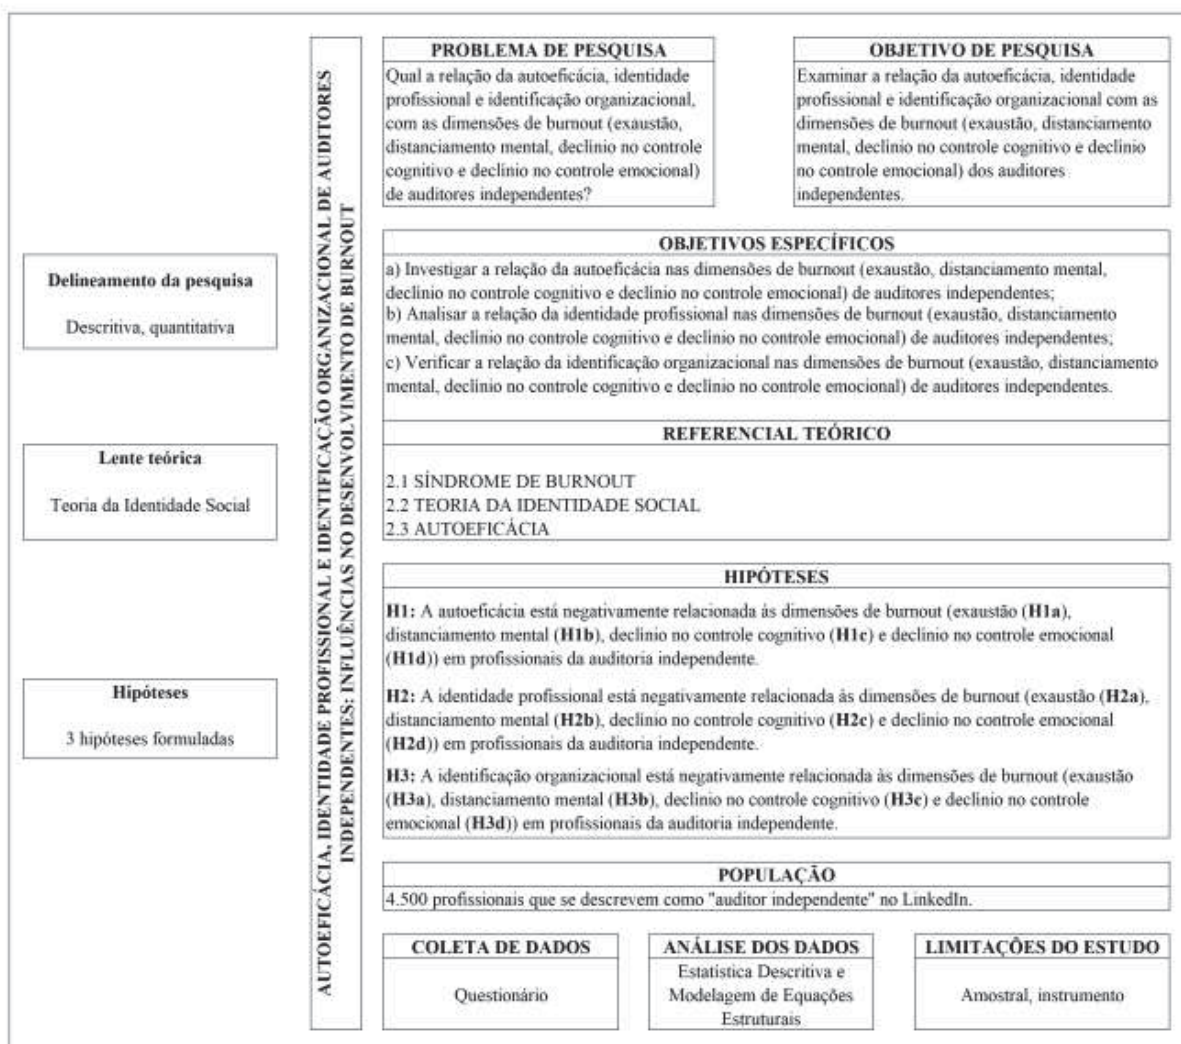 AUTOEFICÁCIA, IDENTIDADE PROFISSIONAL E IDENTIFICAÇÃO ORGANIZACIONAL DE AUDITORES
INDEPENDENTES: INFLUÊNCIAS NO DESENVOLVIMENTO DE BURNOUT
Delineamento da pesquisa
Descritiva, quantitativa
Lente teórica
Teoria da Identidade Social
Hipóteses
3 hipóteses formuladas
PROBLEMA DE PESQUISA
Qual a relação da autoeficácia, identidade
profissional e identificação organizacional,
com as dimensões de burnout (exaustão,
distanciamento mental, declínio no controle
cognitivo e declínio no controle emocional)
de auditores independentes?
OBJETIVO DE PESQUISA
Examinar a relação da autoeficácia, identidade
profissional e identificação organizacional com as
dimensões de burnout (exaustão, distanciamento
mental, declínio no controle cognitivo e declínio
no controle emocional) dos auditores
independentes.
OBJETIVOS ESPECÍFICOS
a) Investigar a relação da autoeficácia nas dimensões de burnout (exaustão, distanciamento mental,
declínio no controle cognitivo e declínio no controle emocional) de auditores independentes;
b) Analisar a relação da identidade profissional nas dimensões de burnout (exaustão, distanciamento
mental, declínio no controle cognitivo e declínio no controle emocional) de auditores independentes;
c) Verificar a relação da identificação organizacional nas dimensões de burnout (exaustão, distanciamento
mental, declínio no controle cognitivo e declínio no controle emocional) de auditores independentes.
REFERENCIAL TEÓRICO
2.1 SÍNDROME DE BURNOUT
2.2 TEORIA DA IDENTIDADE SOCIAL
2.3 AUTOEFICÁCIA
HIPÓTESES
H1: A autoeficácia está negativamente relacionada às dimensões de burnout (exaustão (H1a),
distanciamento mental (H1b), declínio no controle cognitivo (H1c) e declínio no controle emocional
(H1d)) em profissionais da auditoria independente.
H2: A identidade profissional está negativamente relacionada às dimensões de burnout (exaustão (H2a),
distanciamento mental (H2b), declínio no controle cognitivo (H2c) e declínio no controle emocional
(H2d)) em profissionais da auditoria independente.
H3: A identificação organizacional está negativamente relacionada às dimensões de burnout (exaustão
(H3a), distanciamento mental (H3b), declínio no controle cognitivo (H3c) e declínio no controle
emocional (H3d)) em profissionais da auditoria independente.
POPULAÇÃO
4.500 profissionais que se descrevem como "auditor independente" no LinkedIn.
COLETA DE DADOS
Questionário
ANÁLISE DOS DADOS
Estatística Descritiva e
Modelagem de Equações
Estruturais
LIMITAÇÕES DO ESTUDO
Amostral, instrumento